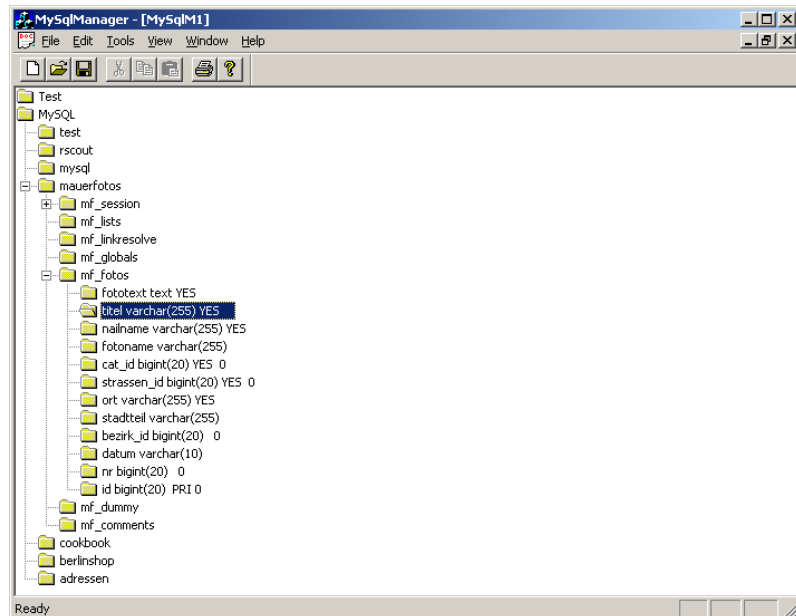 MySqlManager - [MySqlM1]
File Edit Tools View Window Help
Test
MySQL
test
rscout
mysql
mauerfotos
mf_session
mf_lists
mf_linkresolve
mf_globals
mf_fotos
fototext text YES
titel varchar(255) YES
nailname varchar(255) YES
fotoname varchar(255)
cat_id bigint(20) YES 0
strassen_id bigint(20) YES 0
ort varchar(255) YES
stadtteil varchar(255)
bezirk_id bigint(20) 0
datum varchar(10)
nr bigint(20) 0
id bigint(20) PRI 0
mf_dummy
mf_comments
cookbook
berlinshop
adressen
Ready